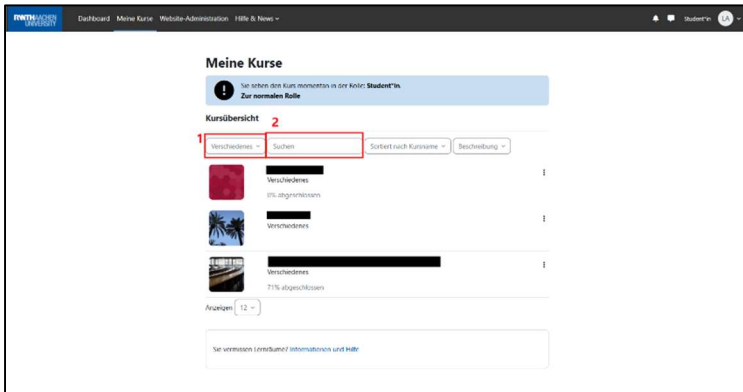 RWTHAACHEN
UNIVERSITY
Dashboard Meine Kurse Website-Administration Hilfe & News
Student*in LA
Meine Kurse
Sie sehen den Kurs momentan in der Rolle: Student*in.
Zur normalen Rolle
Kursübersicht
1 2
Verschiedenes Suchen Sortiert nach Kursname Beschreibung
Verschiedenes
0% abgeschlossen
Verschiedenes
Verschiedenes
71% abgeschlossen
Anzeigen 12
Sie vermissen Lernräume? Informationen und Hilfe